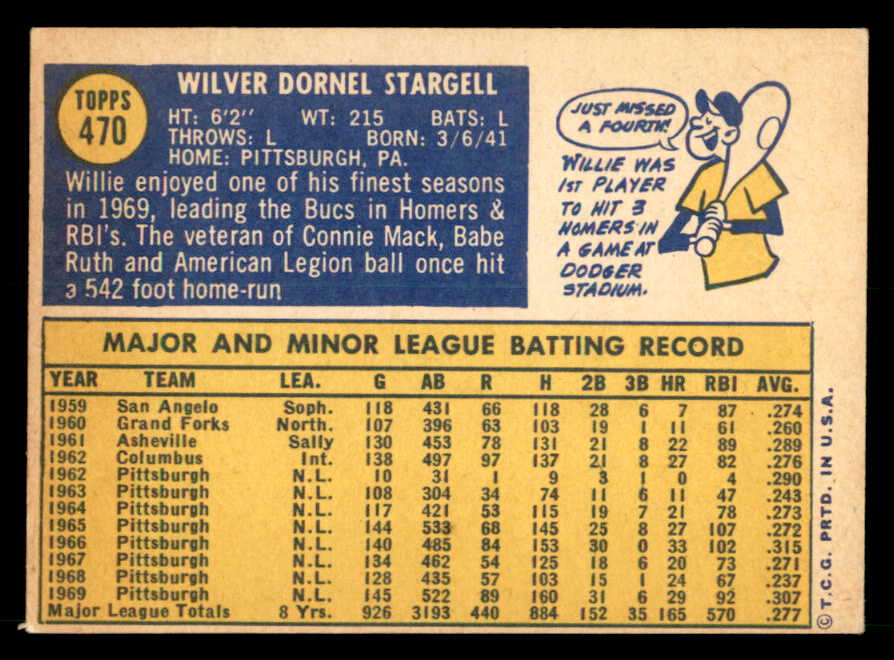 TOPPS
470
WILVER DORNEL STARGELL
HT: 6'2" WT: 215 BATS: L
THROWS: L BORN: 3/6/41
HOME: PITTSBURGH, PA.
Willie enjoyed one of his finest seasons
in 1969, leading the Bucs in Homers &
RBI's. The veteran of Connie Mack, Babe
Ruth and American Legion ball once hit
a 542 foot home-run
JUST MISSED
A FOURTH!
WILLIE WAS
1ST PLAYER
TO HIT 3
HOMERS IN
A GAME AT
DODGER
STADIUM.
MAJOR AND MINOR LEAGUE BATTING RECORD
YEAR TEAM LEA. G AB R H 2B 3B HR RBI AVG.
1959 San Angelo Soph. 118 431 66 118 28 6 7 87 .274
1960 Grand Forks North. 107 396 63 103 19 1 11 61 .260
1961 Asheville Sally 130 453 78 131 21 8 22 89 .289
1962 Columbus Int. 138 497 97 137 21 8 27 82 .276
1962 Pittsburgh N.L. 10 31 1 9 3 1 0 4 .290
1963 Pittsburgh N.L. 108 304 34 74 11 6 11 47 .243
1964 Pittsburgh N.L. 117 421 53 115 19 7 21 78 .273
1965 Pittsburgh N.L. 144 533 68 145 25 8 27 107 .272
1966 Pittsburgh N.L. 140 485 84 153 30 0 33 102 .315
1967 Pittsburgh N.L. 134 462 54 125 18 6 20 73 .271
1968 Pittsburgh N.L. 128 435 57 103 15 1 24 67 .237
1969 Pittsburgh N.L. 145 522 89 160 31 6 29 92 .307
Major League Totals 8 Yrs. 926 3193 440 884 152 35 165 570 .277
© T.C.G. PRTD. IN U.S.A.